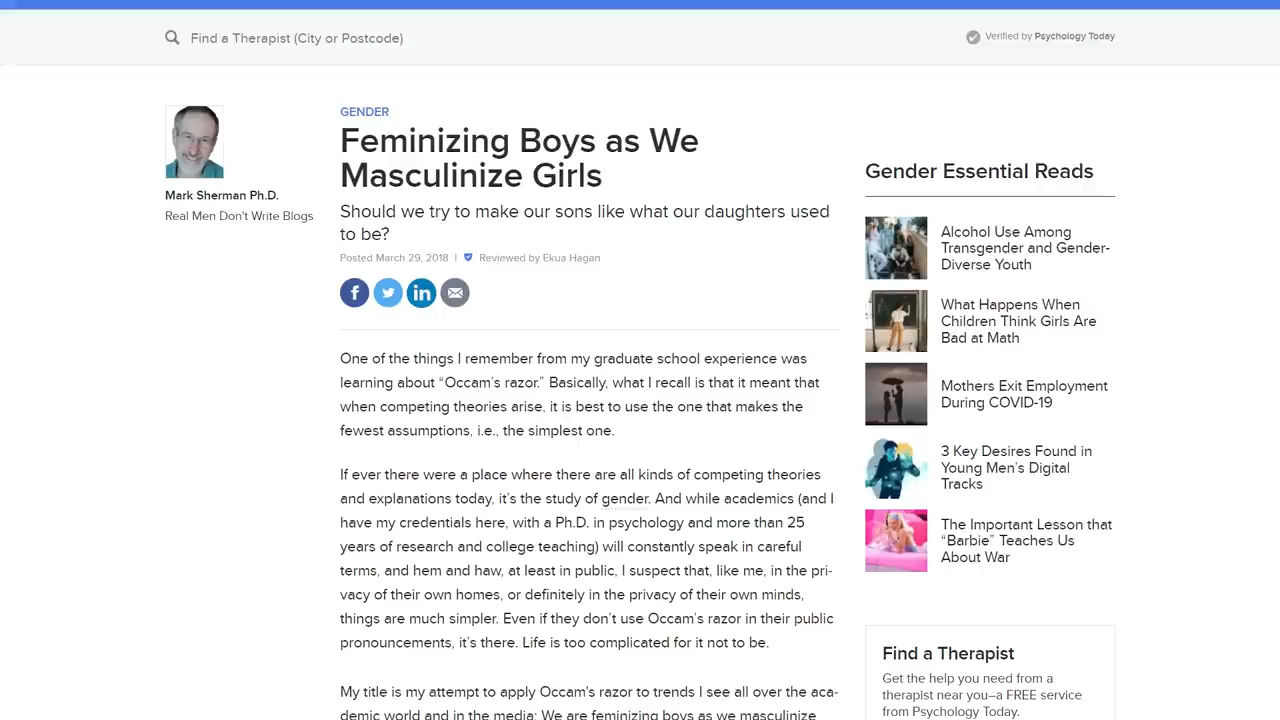 Find a Therapist (City or Postcode)
Verified by Psychology Today
Mark Sherman Ph.D.
Real Men Don't Write Blogs
GENDER
Feminizing Boys as We
Masculinize Girls
Should we try to make our sons like what our daughters used
to be?
Posted March 29, 2018 | Reviewed by Ekua Hagan
f
in
One of the things I remember from my graduate school experience was
learning about “Occam’s razor.” Basically, what I recall is that it meant that
when competing theories arise, it is best to use the one that makes the
fewest assumptions, i.e., the simplest one.
If ever there were a place where there are all kinds of competing theories
and explanations today, it’s the study of gender. And while academics (and I
have my credentials here, with a Ph.D. in psychology and more than 25
years of research and college teaching) will constantly speak in careful
terms, and hem and haw, at least in public, I suspect that, like me, in the pri-
vacy of their own homes, or definitely in the privacy of their own minds,
things are much simpler. Even if they don’t use Occam’s razor in their public
pronouncements, it’s there. Life is too complicated for it not to be.
My title is my attempt to apply Occam's razor to trends I see all over the aca-
demic world and in the media: We are feminizing boys as we masculinize
Gender Essential Reads
Alcohol Use Among
Transgender and Gender-
Diverse Youth
What Happens When
Children Think Girls Are
Bad at Math
Mothers Exit Employment
During COVID-19
3 Key Desires Found in
Young Men’s Digital
Tracks
The Important Lesson that
“Barbie” Teaches Us
About War
Find a Therapist
Get the help you need from a
therapist near you–a FREE service
from Psychology Today.